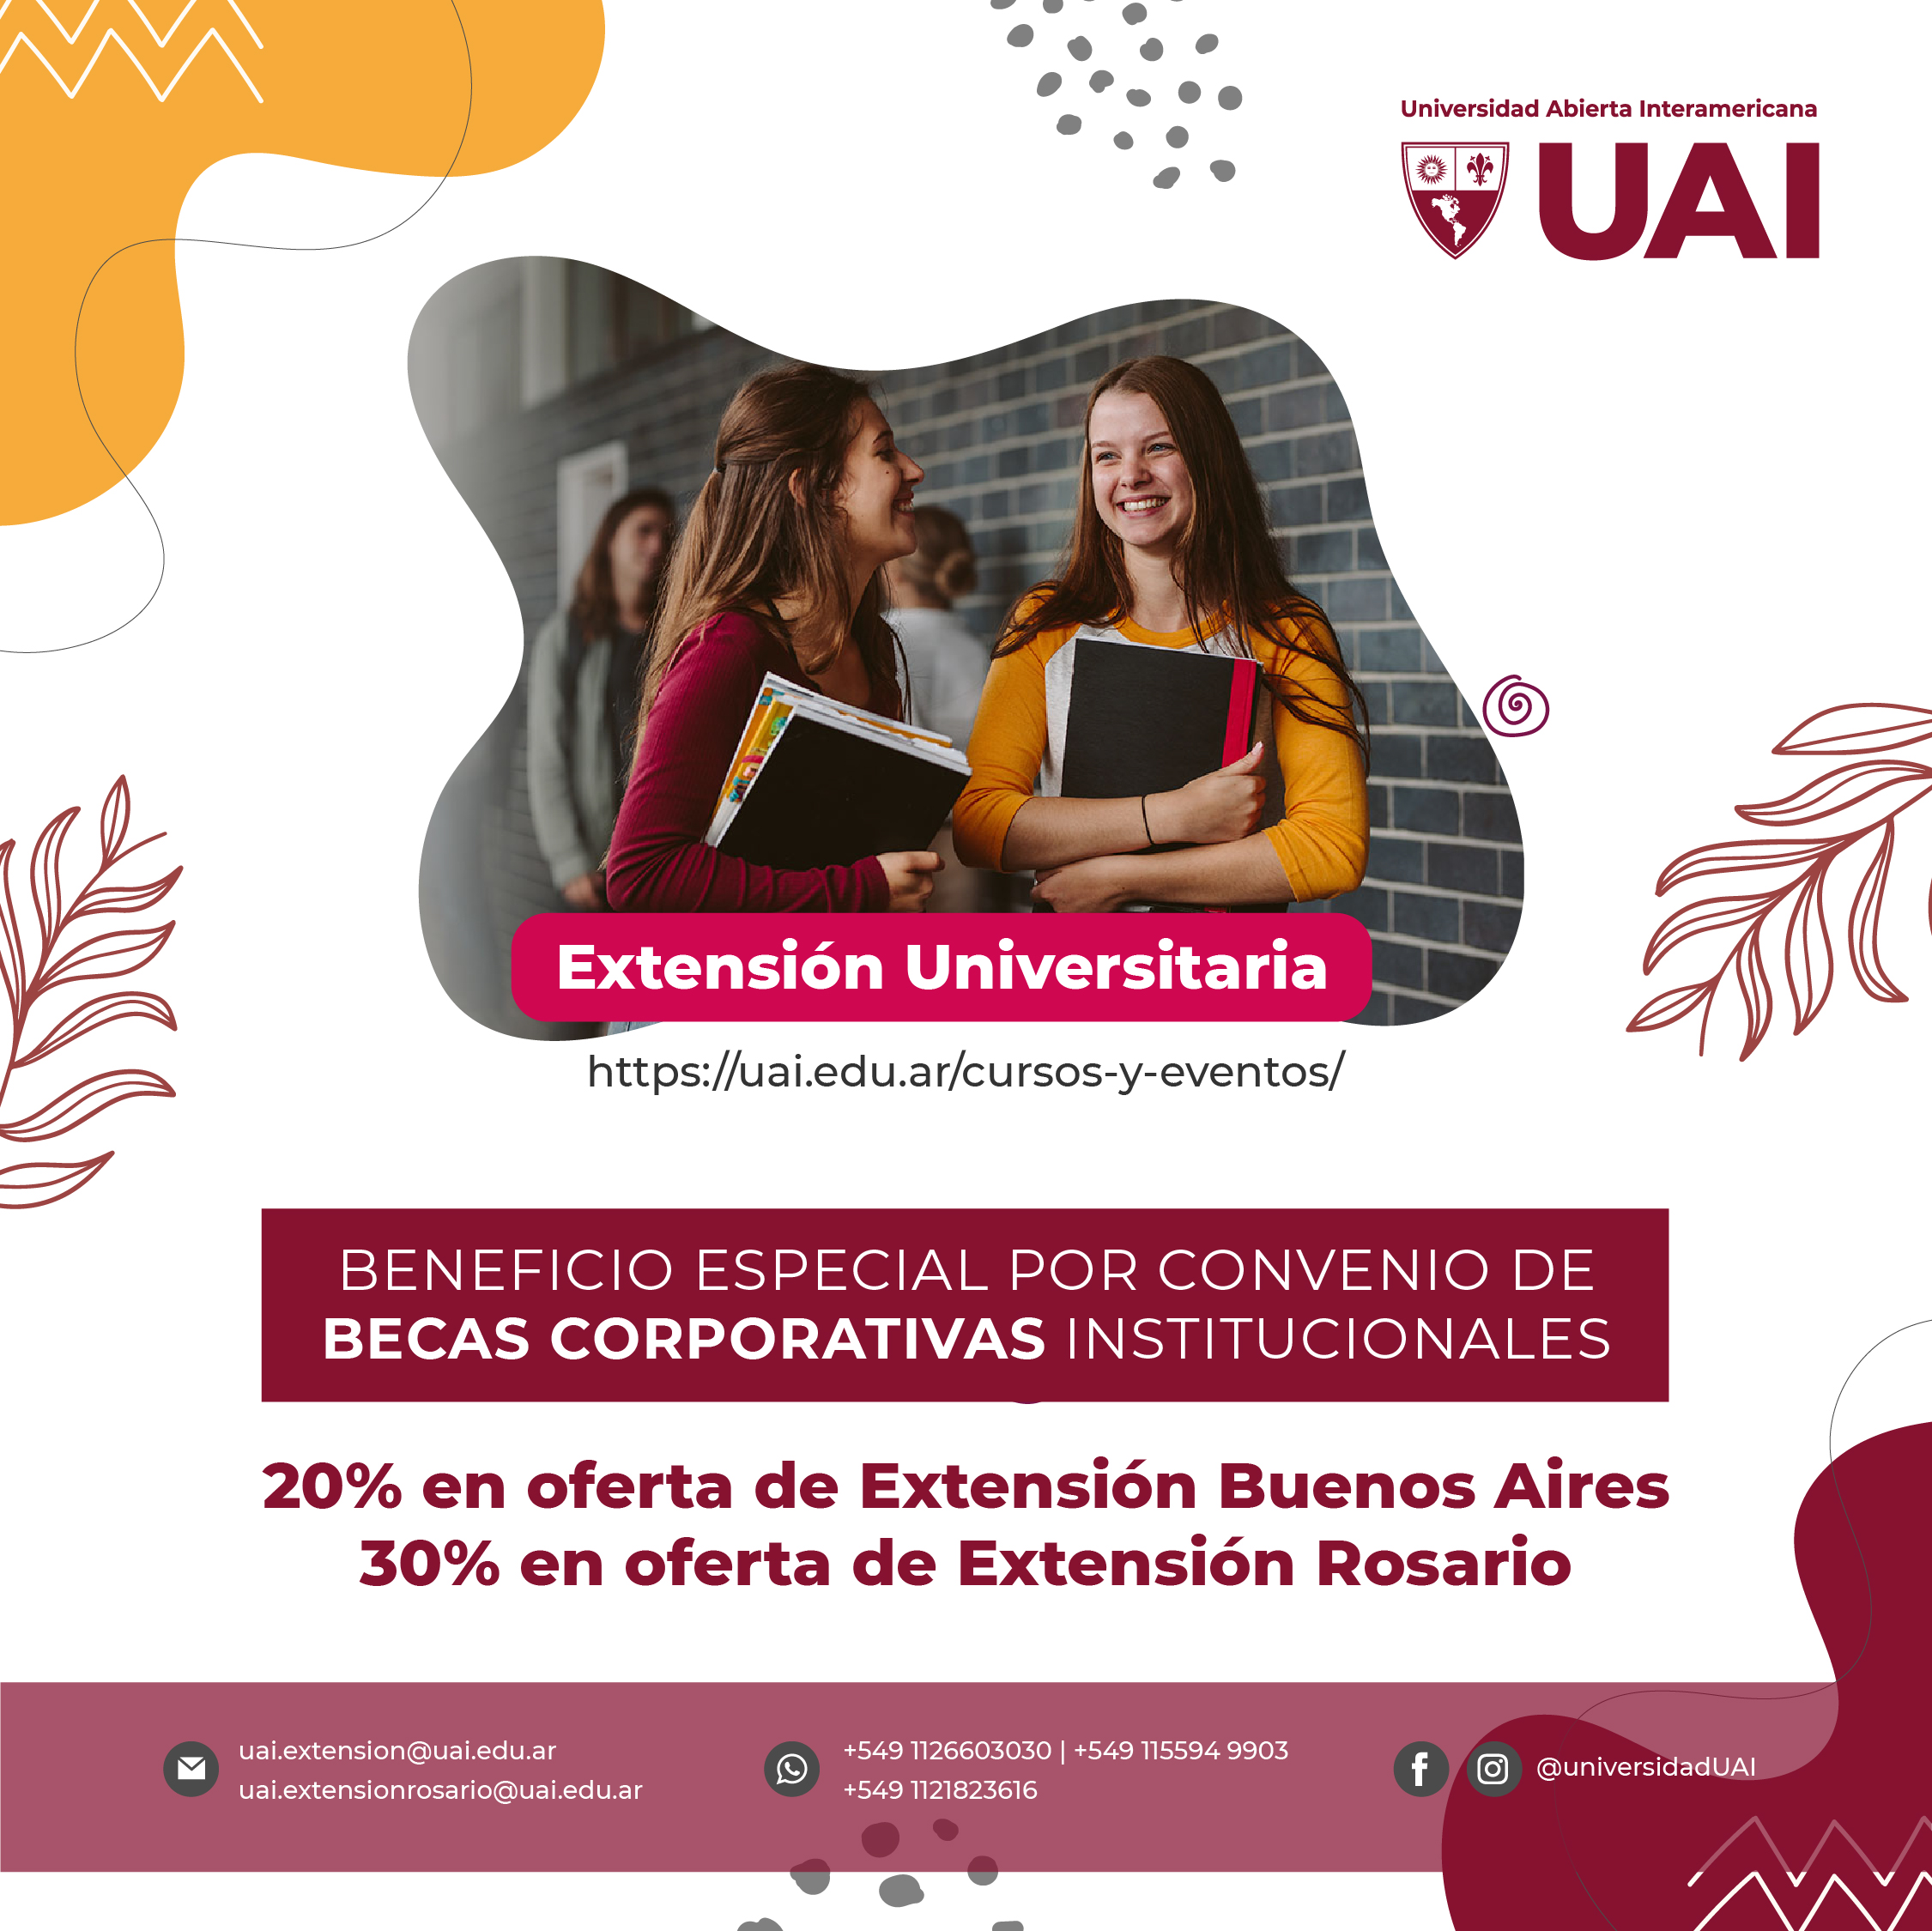 Universidad Abierta Interamericana
UAI
Extensión Universitaria
https://uai.edu.ar/cursos-y-eventos/
BENEFICIO ESPECIAL POR CONVENIO DE
BECAS CORPORATIVAS INSTITUCIONALES
20% en oferta de Extensión Buenos Aires
30% en oferta de Extensión Rosario
uai.extension@uai.edu.ar
uai.extensionrosario@uai.edu.ar
+549 1126603030 | +549 115594 9903
+549 1121823616
@universidadUAI